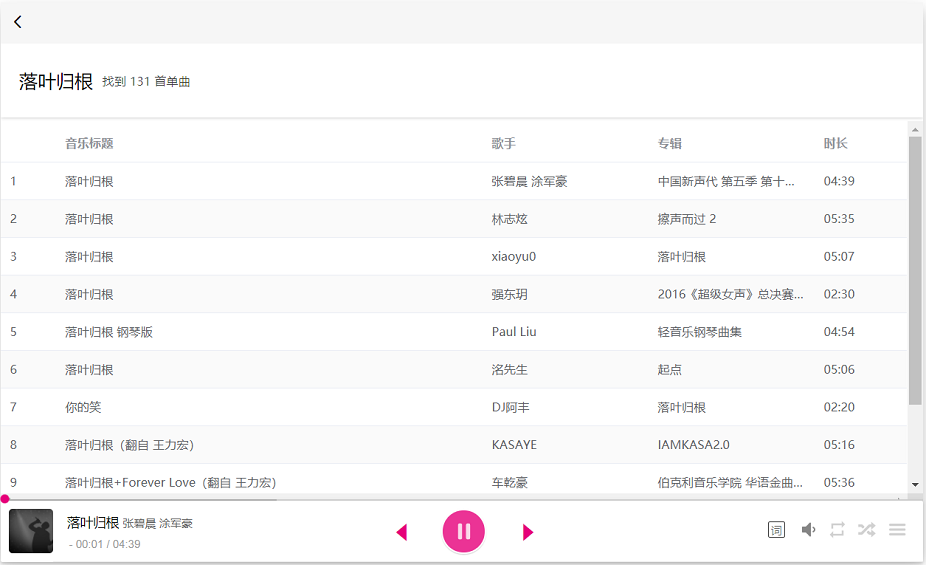 落叶归根 找到 131 首单曲
音乐标题 歌手 专辑 时长
1 落叶归根 张碧晨 涂军豪 中国新声代 第五季 第十... 04:39
2 落叶归根 林志炫 擦声而过 2 05:35
3 落叶归根 xiaoyu0 落叶归根 05:07
4 落叶归根 强东玥 2016《超级女声》总决赛... 02:30
5 落叶归根 钢琴版 Paul Liu 轻音乐钢琴曲集 04:54
6 落叶归根 洺先生 起点 05:06
7 你的笑 DJ阿丰 落叶归根 02:20
8 落叶归根（翻自 王力宏） KASAYE IAMKASA2.0 05:16
9 落叶归根+Forever Love（翻自 王力宏） 车乾豪 伯克利音乐学院 华语金曲... 05:36
落叶归根 张碧晨 涂军豪
- 00:01 / 04:39
词